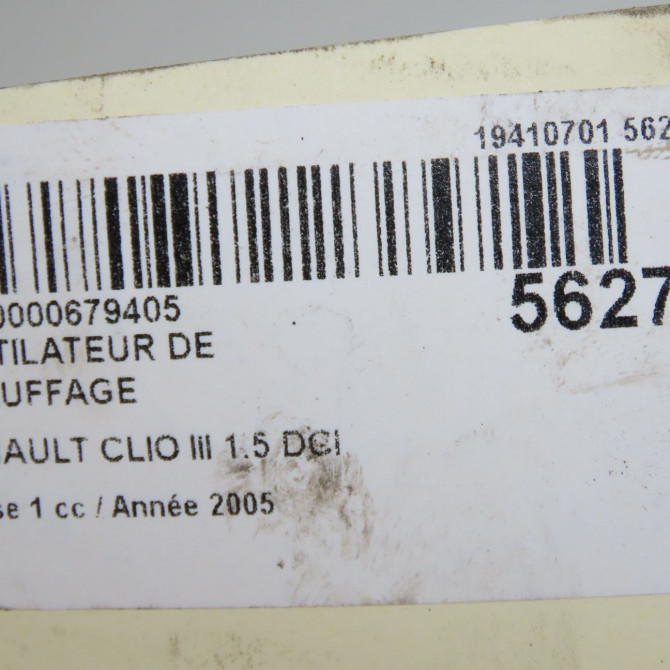 19410701 562
0000679405
5627
TILATEUR DE
UFFAGE
AULT CLIO III 1.5 DCI
se 1 cc / Année 2005